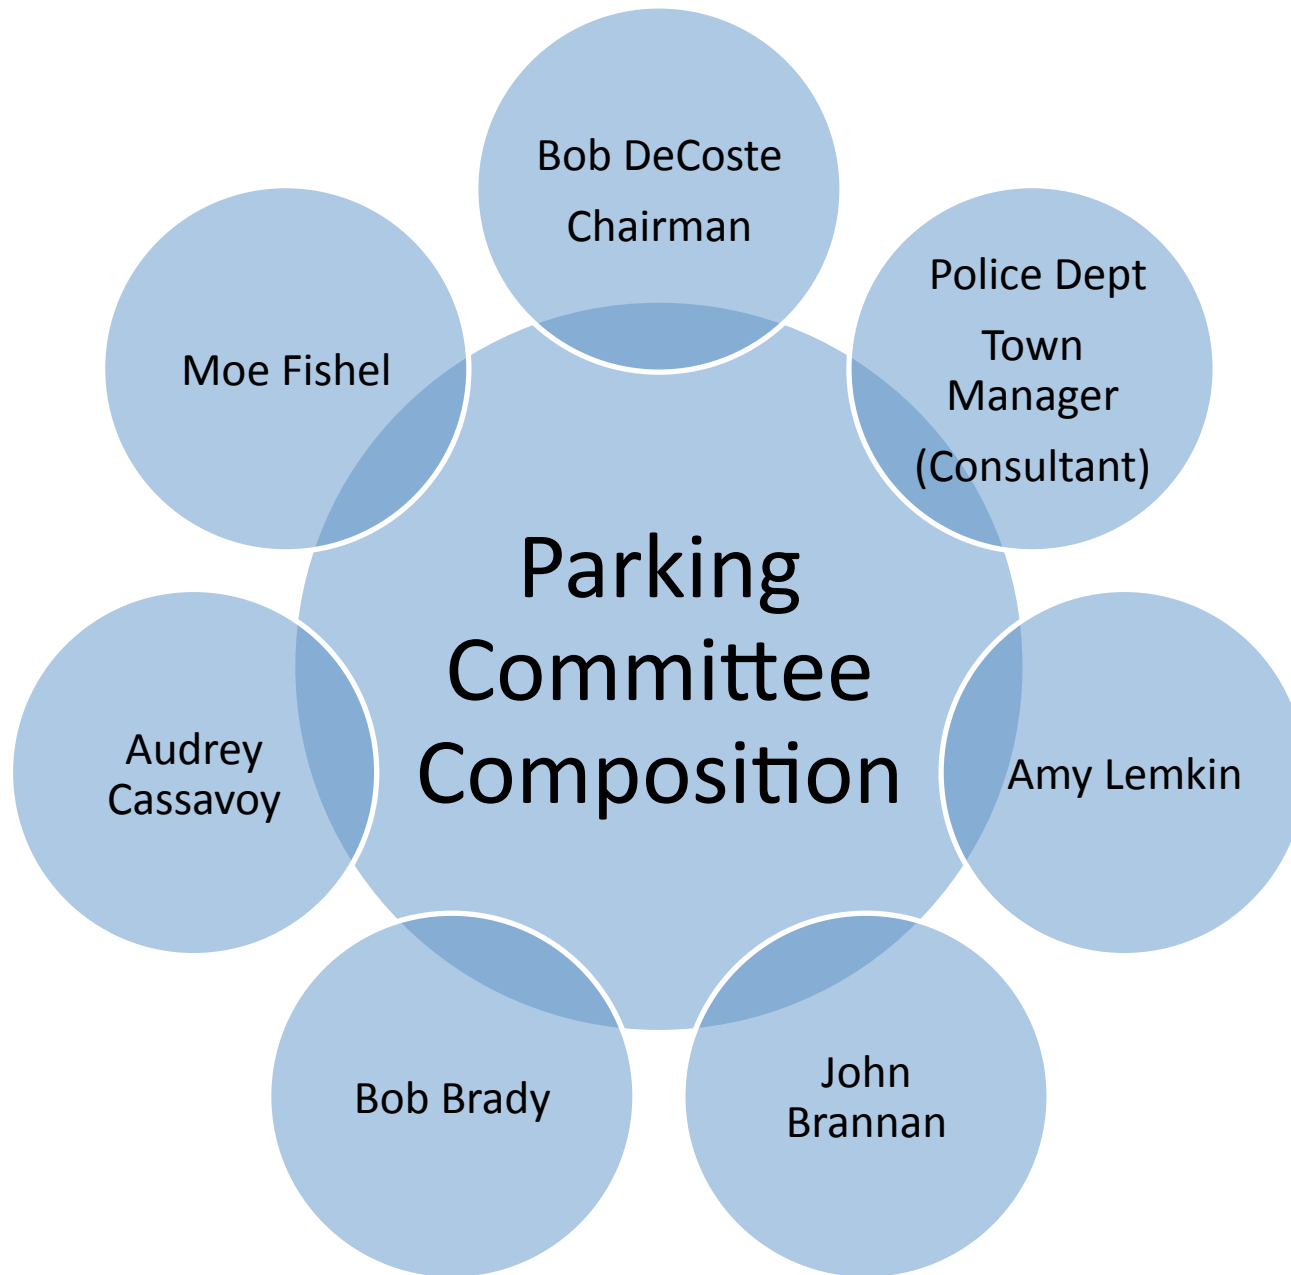 Bob DeCoste
Chairman
Police Dept
Town
Manager
(Consultant)
Moe Fishel
Parking
Committee
Composition
Audrey
Cassavoy
Amy Lemkin
Bob Brady
John
Brannan